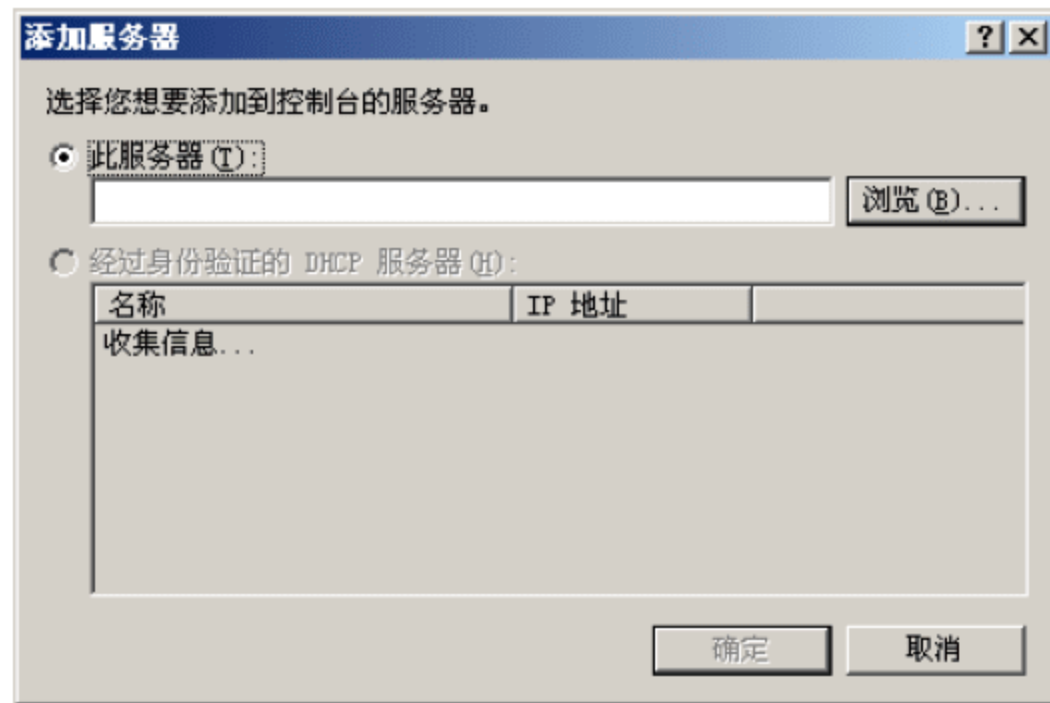 添加服务器
选择您想要添加到控制台的服务器。
此服务器(T):
浏览(B)...
经过身份验证的 DHCP 服务器(H):
名称 IP 地址
收集信息...
确定 取消